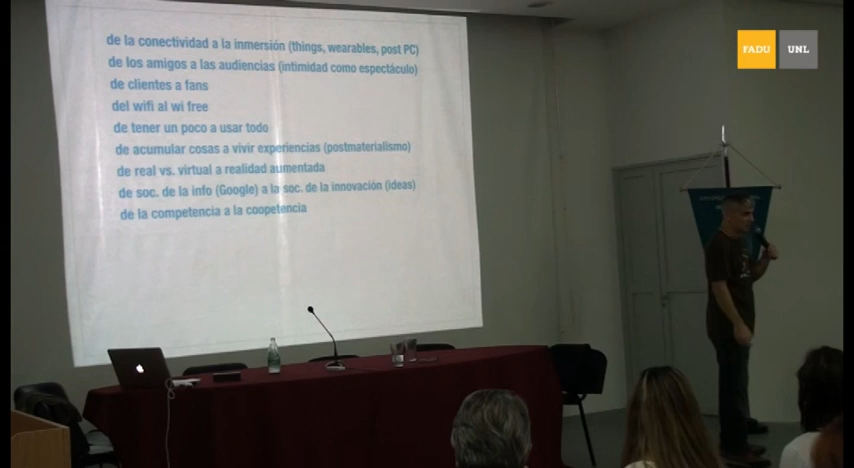 de la conectividad a la inmersión (things, wearables, post PC)
de los amigos a las audiencias (intimidad como espectáculo)
de clientes a fans
del wifi al wi free
de tener un poco a usar todo
de acumular cosas a vivir experiencias (postmaterialismo)
de real vs. virtual a realidad aumentada
de soc. de la info (Google) a la soc. de la innovación (ideas)
de la competencia a la coopetencia
FADU UNL